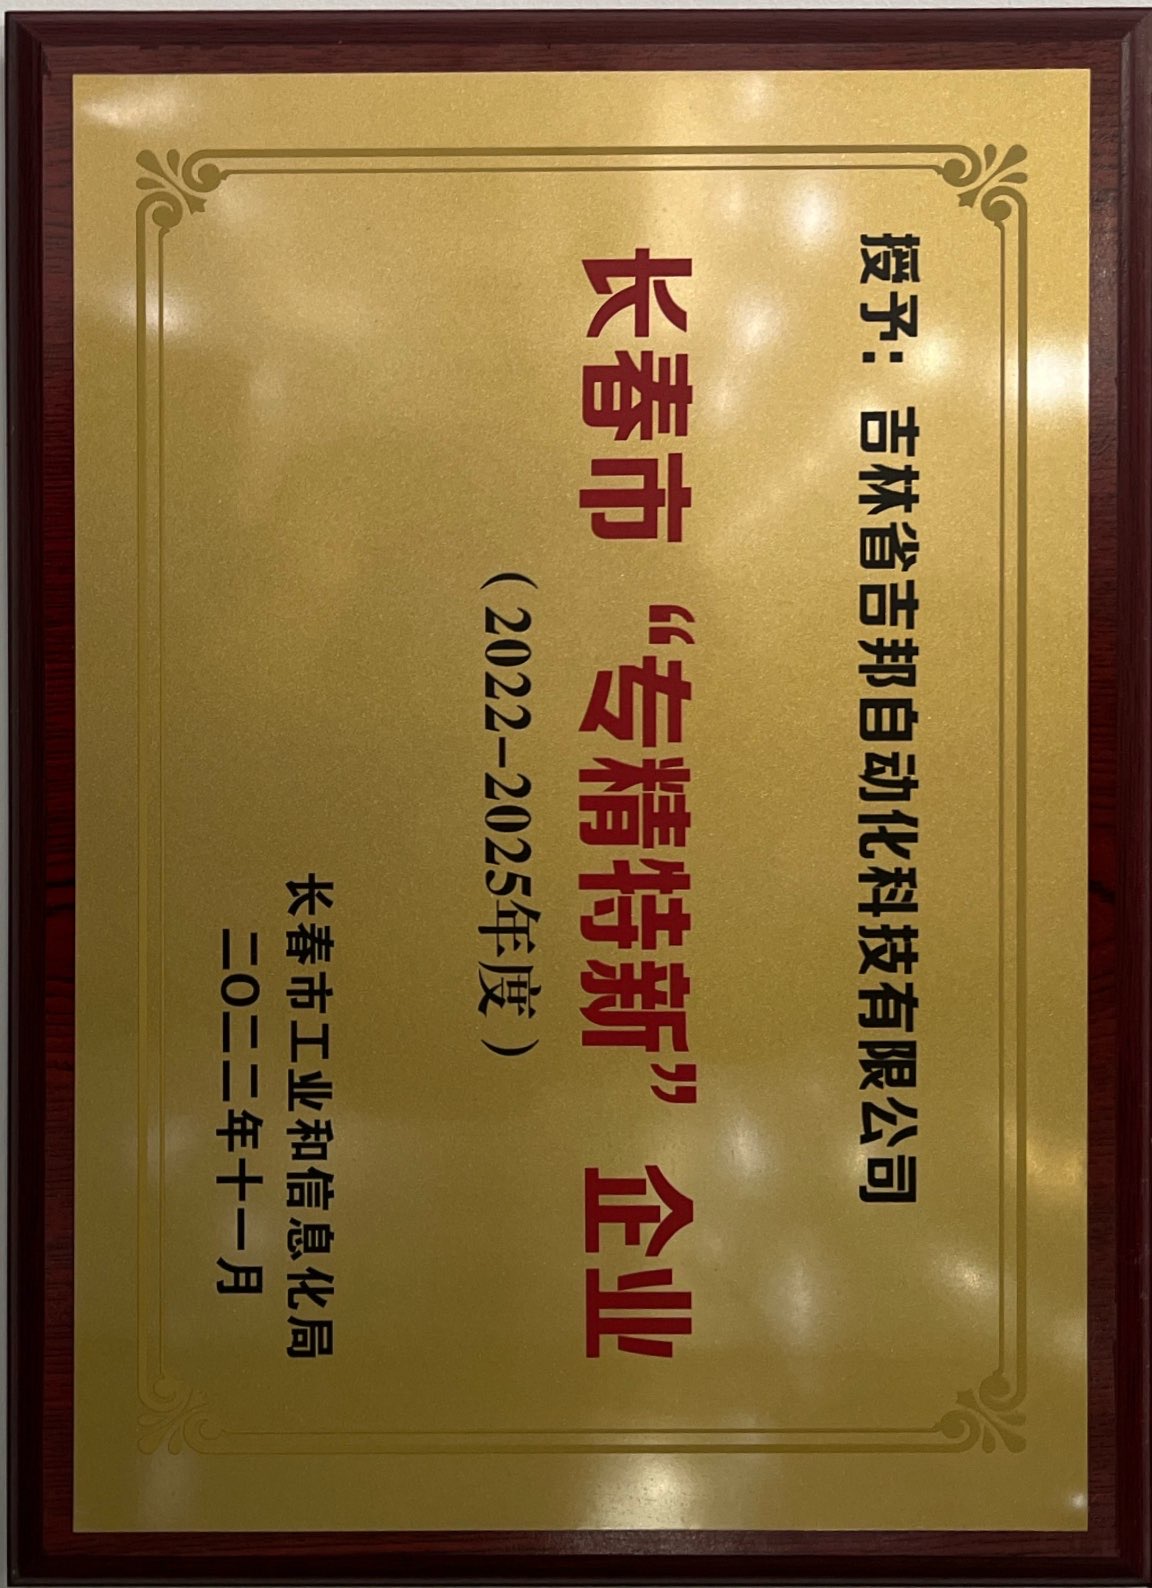 授予：吉林省吉邦自动化科技有限公司
长春市“专精特新”企业
（2022-2025年度）
长春市工业和信息化局
二〇二二年十一月